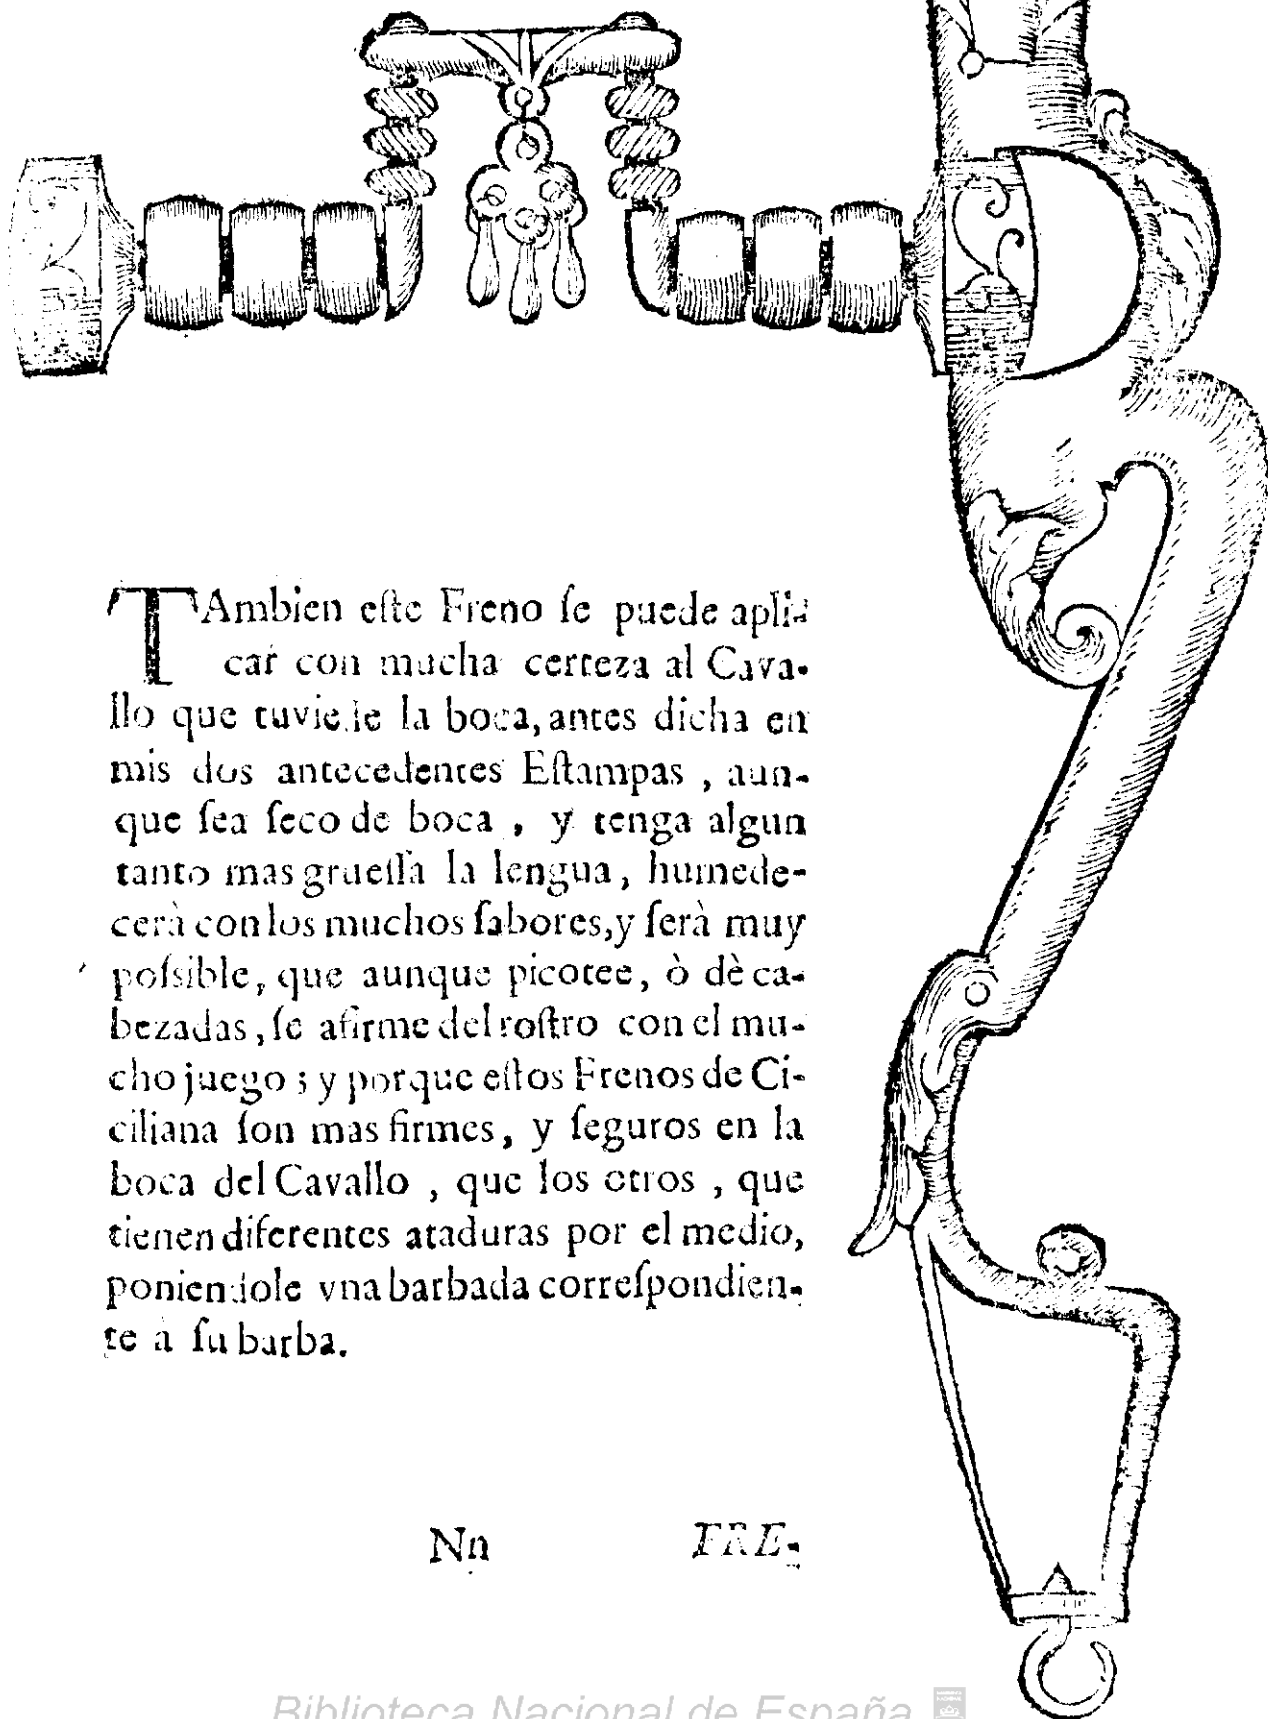 TAmbien eſte Freno ſe puede apli-
car con mucha certeza al Cava-
llo que tuvieſſe la boca, antes dicha en
mis dos antecedentes Eſtampas , aun-
que ſea ſeco de boca , y tenga algun
tanto mas grueſſa la lengua, humede-
cerà con los muchos ſabores, y ſerà muy
poſsible, que aunque picotee, ò dè ca-
bezadas, ſe afirme del roſtro con el mu-
cho juego ; y porque eſtos Frenos de Ci-
ciliana ſon mas firmes, y ſeguros en la
boca del Cavallo , que los otros , que
tienen diferentes ataduras por el medio,
poniendole vna barbada correſpondien-
te à ſu barba.
Nn FRE-
Biblioteca Nacional de España